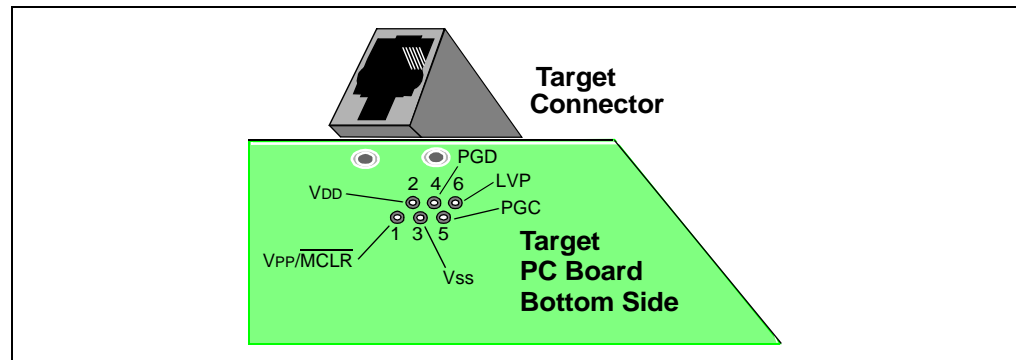 Target
Connector
PGD
2 4 6
LVP
VDD
PGC
1 3 5
VPP/MCLR
VSS
Target
PC Board
Bottom Side